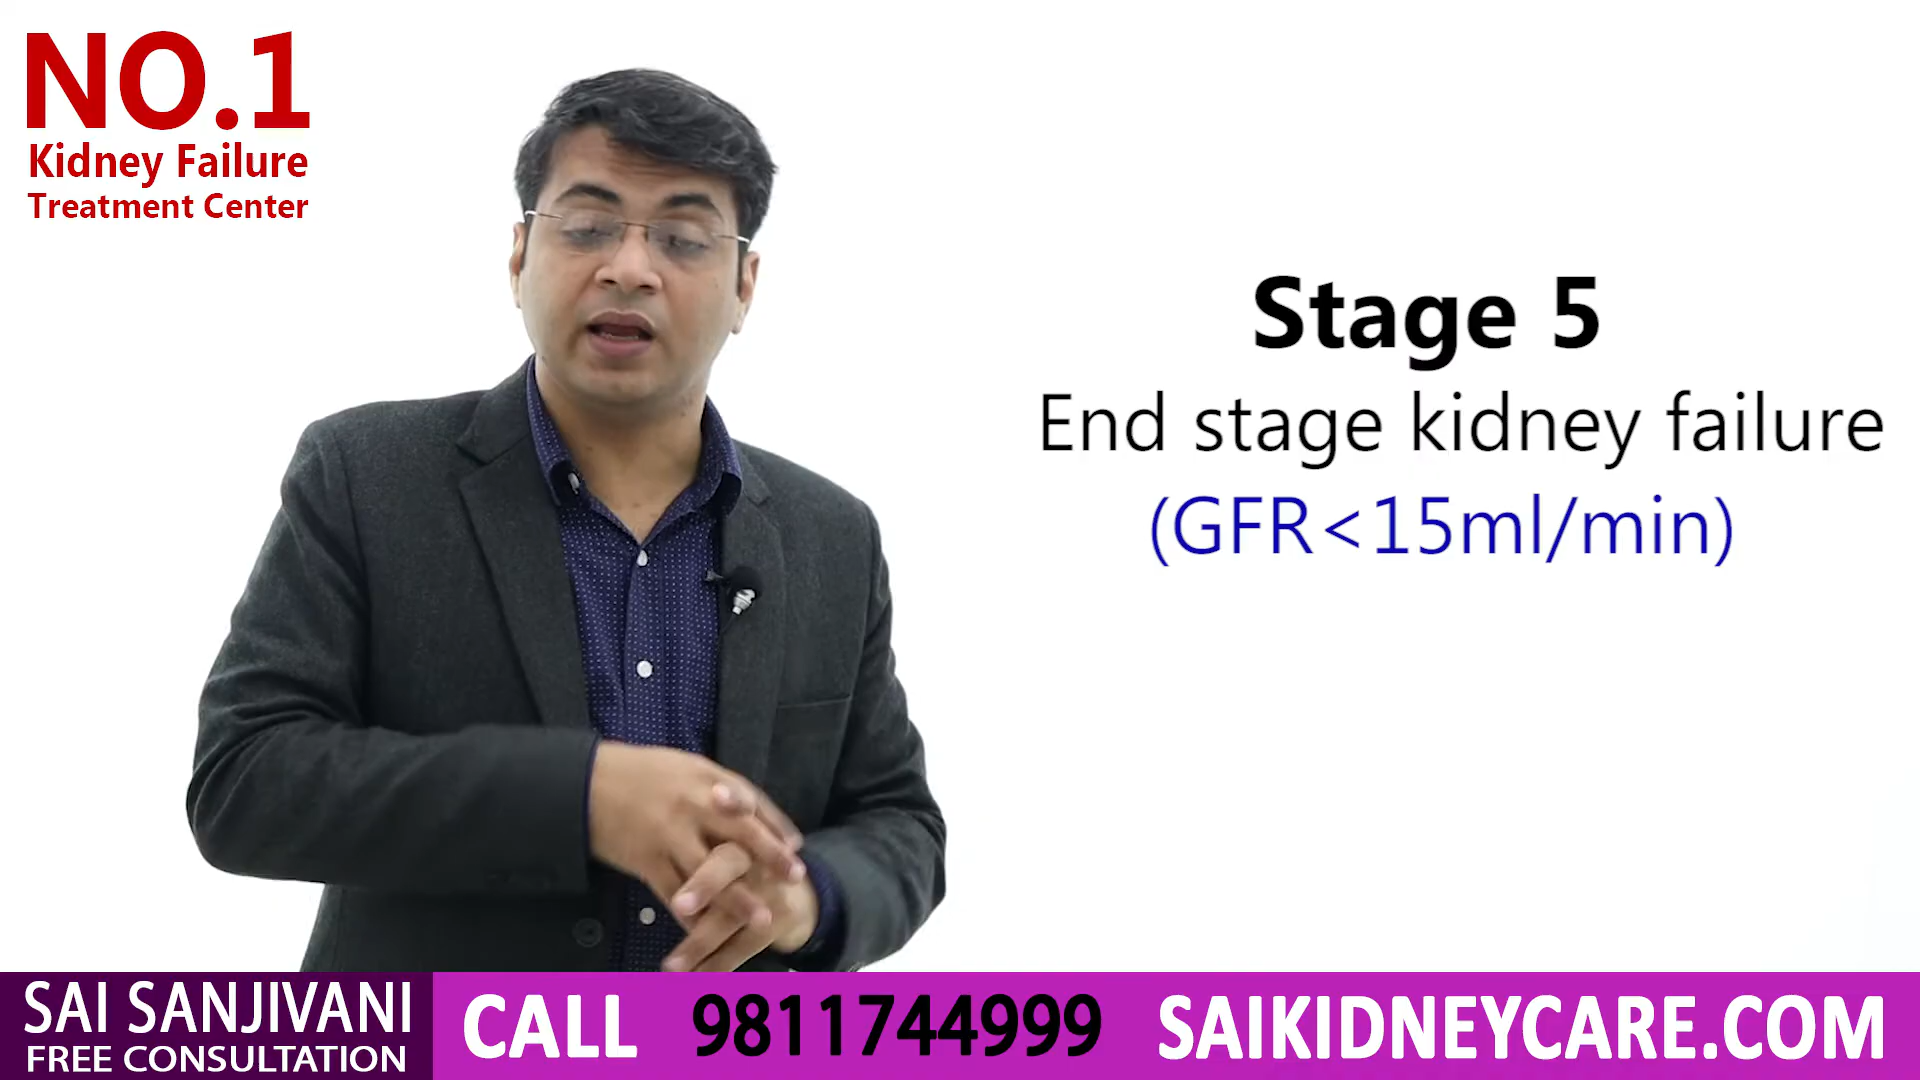 NO.1
Kidney Failure
Treatment Center
Stage 5
End stage kidney failure
(GFR<15ml/min)
SAI SANJIVANI
FREE CONSULTATION
CALL 9811744999 SAIKIDNEYCARE.COM